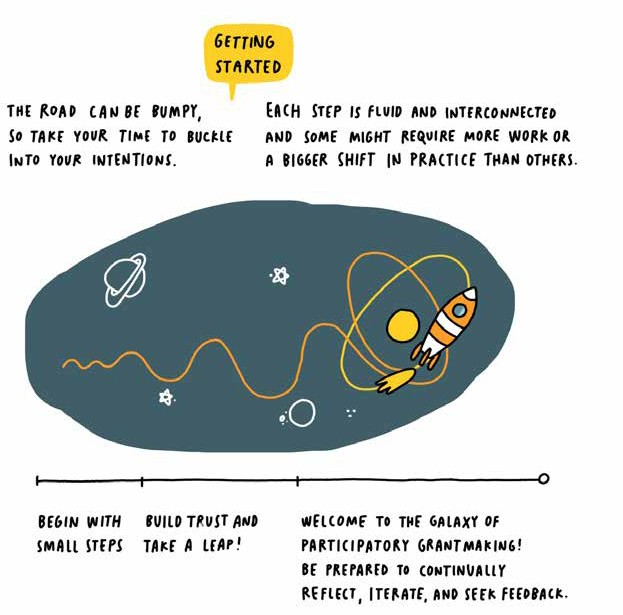 GETTING
STARTED
THE ROAD CAN BE BUMPY,
SO TAKE YOUR TIME TO BUCKLE
INTO YOUR INTENTIONS.
EACH STEP IS FLUID AND INTERCONNECTED
AND SOME MIGHT REQUIRE MORE WORK OR
A BIGGER SHIFT IN PRACTICE THAN OTHERS.
BEGIN WITH
SMALL STEPS
BUILD TRUST AND
TAKE A LEAP!
WELCOME TO THE GALAXY OF
PARTICIPATORY GRANTMAKING!
BE PREPARED TO CONTINUALLY
REFLECT, ITERATE, AND SEEK FEEDBACK.